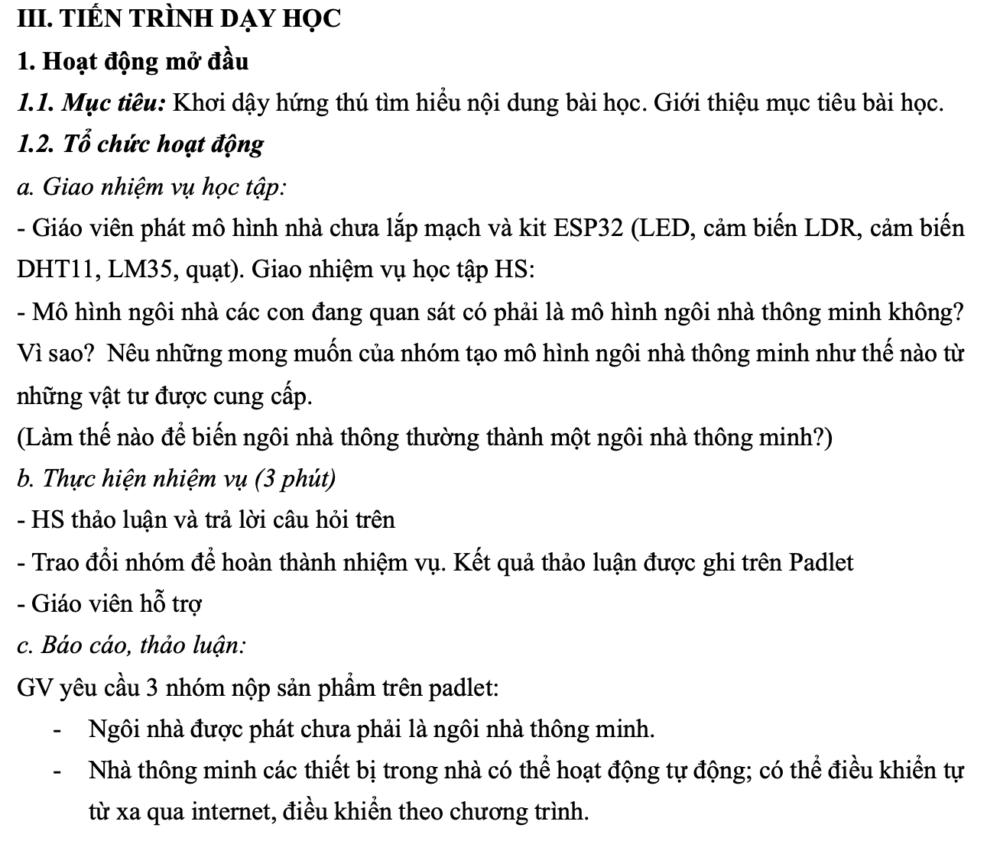 III. TIẾN TRÌNH DẠY HỌC
1. Hoạt động mở đầu
1.1. Mục tiêu: Khơi dậy hứng thú tìm hiểu nội dung bài học. Giới thiệu mục tiêu bài học.
1.2. Tổ chức hoạt động
a. Giao nhiệm vụ học tập:
- Giáo viên phát mô hình nhà chưa lắp mạch và kit ESP32 (LED, cảm biến LDR, cảm biến
DHT11, LM35, quạt). Giao nhiệm vụ học tập HS:
- Mô hình ngôi nhà các con đang quan sát có phải là mô hình ngôi nhà thông minh không?
Vì sao? Nêu những mong muốn của nhóm tạo mô hình ngôi nhà thông minh như thế nào từ
những vật tư được cung cấp.
(Làm thế nào để biến ngôi nhà thông thường thành một ngôi nhà thông minh?)
b. Thực hiện nhiệm vụ (3 phút)
- HS thảo luận và trả lời câu hỏi trên
- Trao đổi nhóm để hoàn thành nhiệm vụ. Kết quả thảo luận được ghi trên Padlet
- Giáo viên hỗ trợ
c. Báo cáo, thảo luận:
GV yêu cầu 3 nhóm nộp sản phẩm trên padlet:
- Ngôi nhà được phát chưa phải là ngôi nhà thông minh.
- Nhà thông minh các thiết bị trong nhà có thể hoạt động tự động; có thể điều khiển tự
từ xa qua internet, điều khiển theo chương trình.